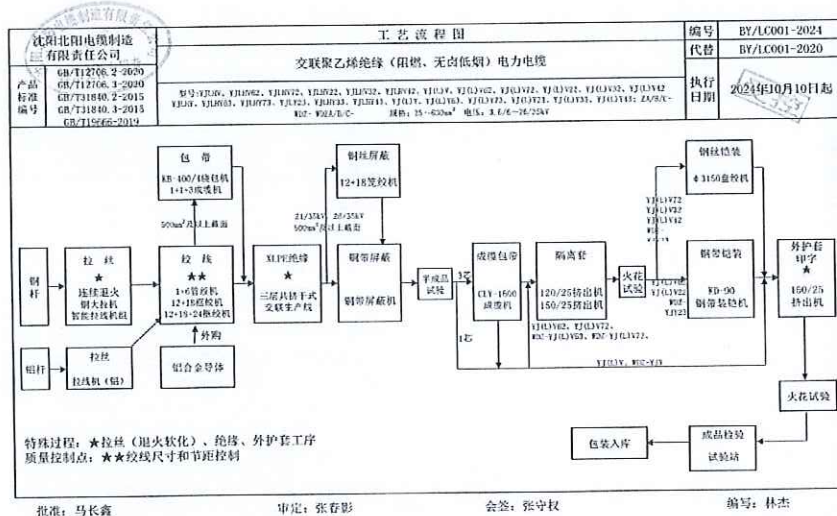 沈阳北阳电缆制造
有限责任公司
工艺流程图
编号
BY/LC001-2024
代替
BY/LC001-2020
产品
标准
编号
GB/T12706.2-2020
GB/T12706.3-2020
GB/T31840.2-2015
GB/T31840.3-2015
GB/T19666-2019
交联聚乙烯绝缘（阻燃、无卤低烟）电力电缆
执行
日期
2024年10月10日起
包带
KB-400/4绕包机
1+1+3成缆机
500mm²及以上截面
铜丝屏蔽
12+18笼绞机
500mm²及以上截面
钢丝铠装
φ3150盘绞机
铜杆
拉丝
★
连续退火
铜大拉机
智能拉线机组
绞线
★★
1+6管绞机
12+18框绞机
12+18+24框绞机
XLPE绝缘
★
三层共挤干式
交联生产线
铜带屏蔽
铜带屏蔽机
半成品
试验
3芯
1芯
成缆包带
CLY-1600
成缆机
隔离套
120/25挤出机
150/25挤出机
火花
试验
钢带铠装
KD-90
钢带装铠机
外护套
印字
★
150/25
挤出机
铝杆
拉丝
拉线机（铝）
外购
铝合金导体
YJ(L)V、WDZ-YJY
火花试验
成品检验
试验站
包装入库
特殊过程：★拉丝（退火软化）、绝缘、外护套工序
质量控制点：★★绞线尺寸和节距控制
批准：马长鑫
审定：张春影
会签：张守权
编写：林杰